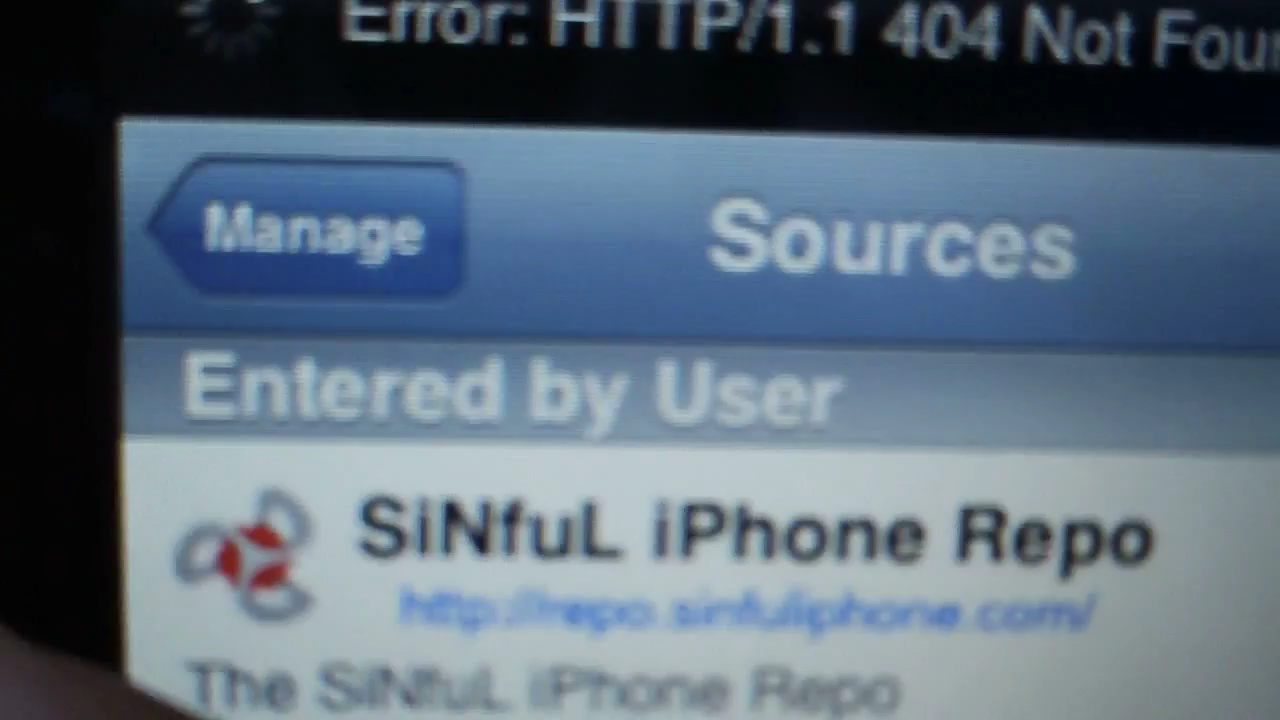 Error: HTTP/1.1 404 Not Four
Manage
Sources
Entered by User
SiNfuL iPhone Repo
http://repo.sinfuliphone.com/
The SiNfuL iPhone Repo